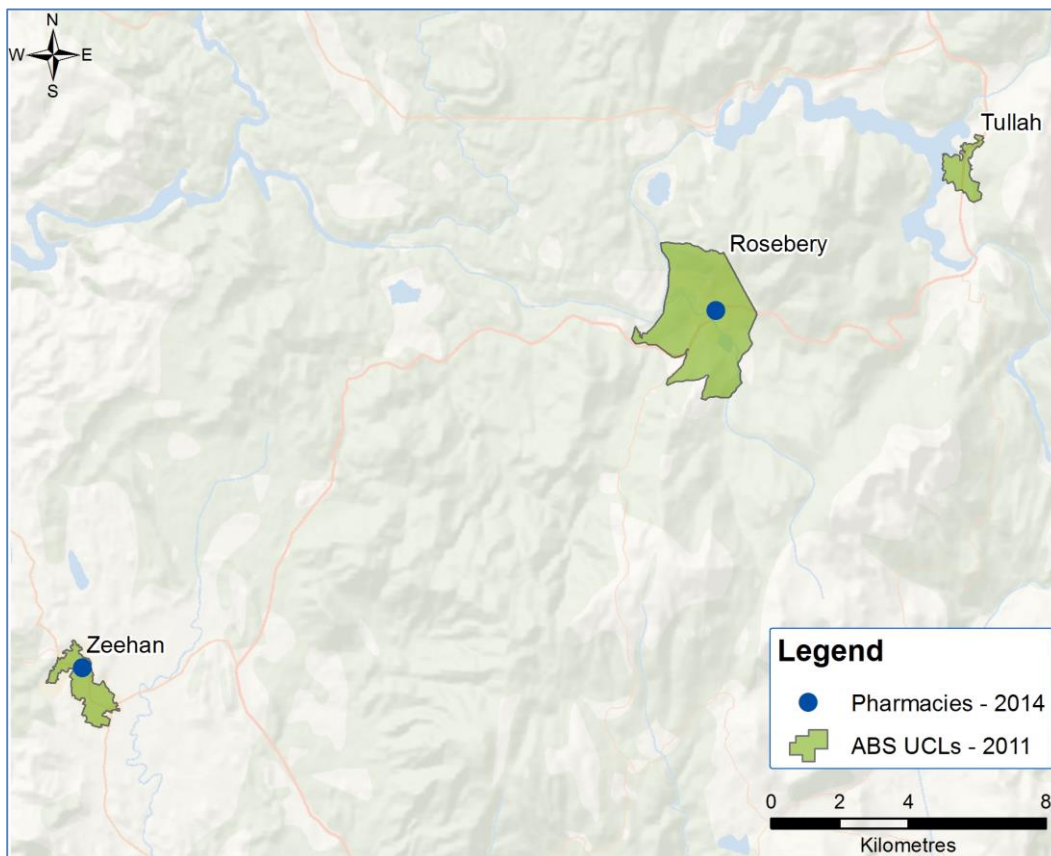 N
W E
S
Tullah
Rosebery
Zeehan
Legend
Pharmacies - 2014
ABS UCLs - 2011
0 2 4 8
Kilometres